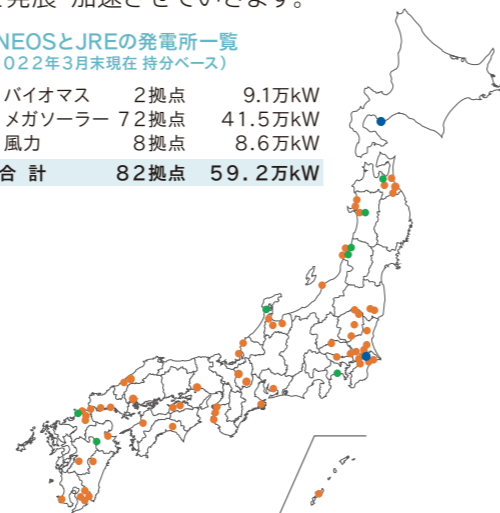 発展・加速させていきます。
NEOSとJREの発電所一覧
022年3月末現在 持分ベース）
バイオマス 2拠点 9.1万kW
メガソーラー 72拠点 41.5万kW
風力 8拠点 8.6万kW
合 計 82拠点 59.2万kW